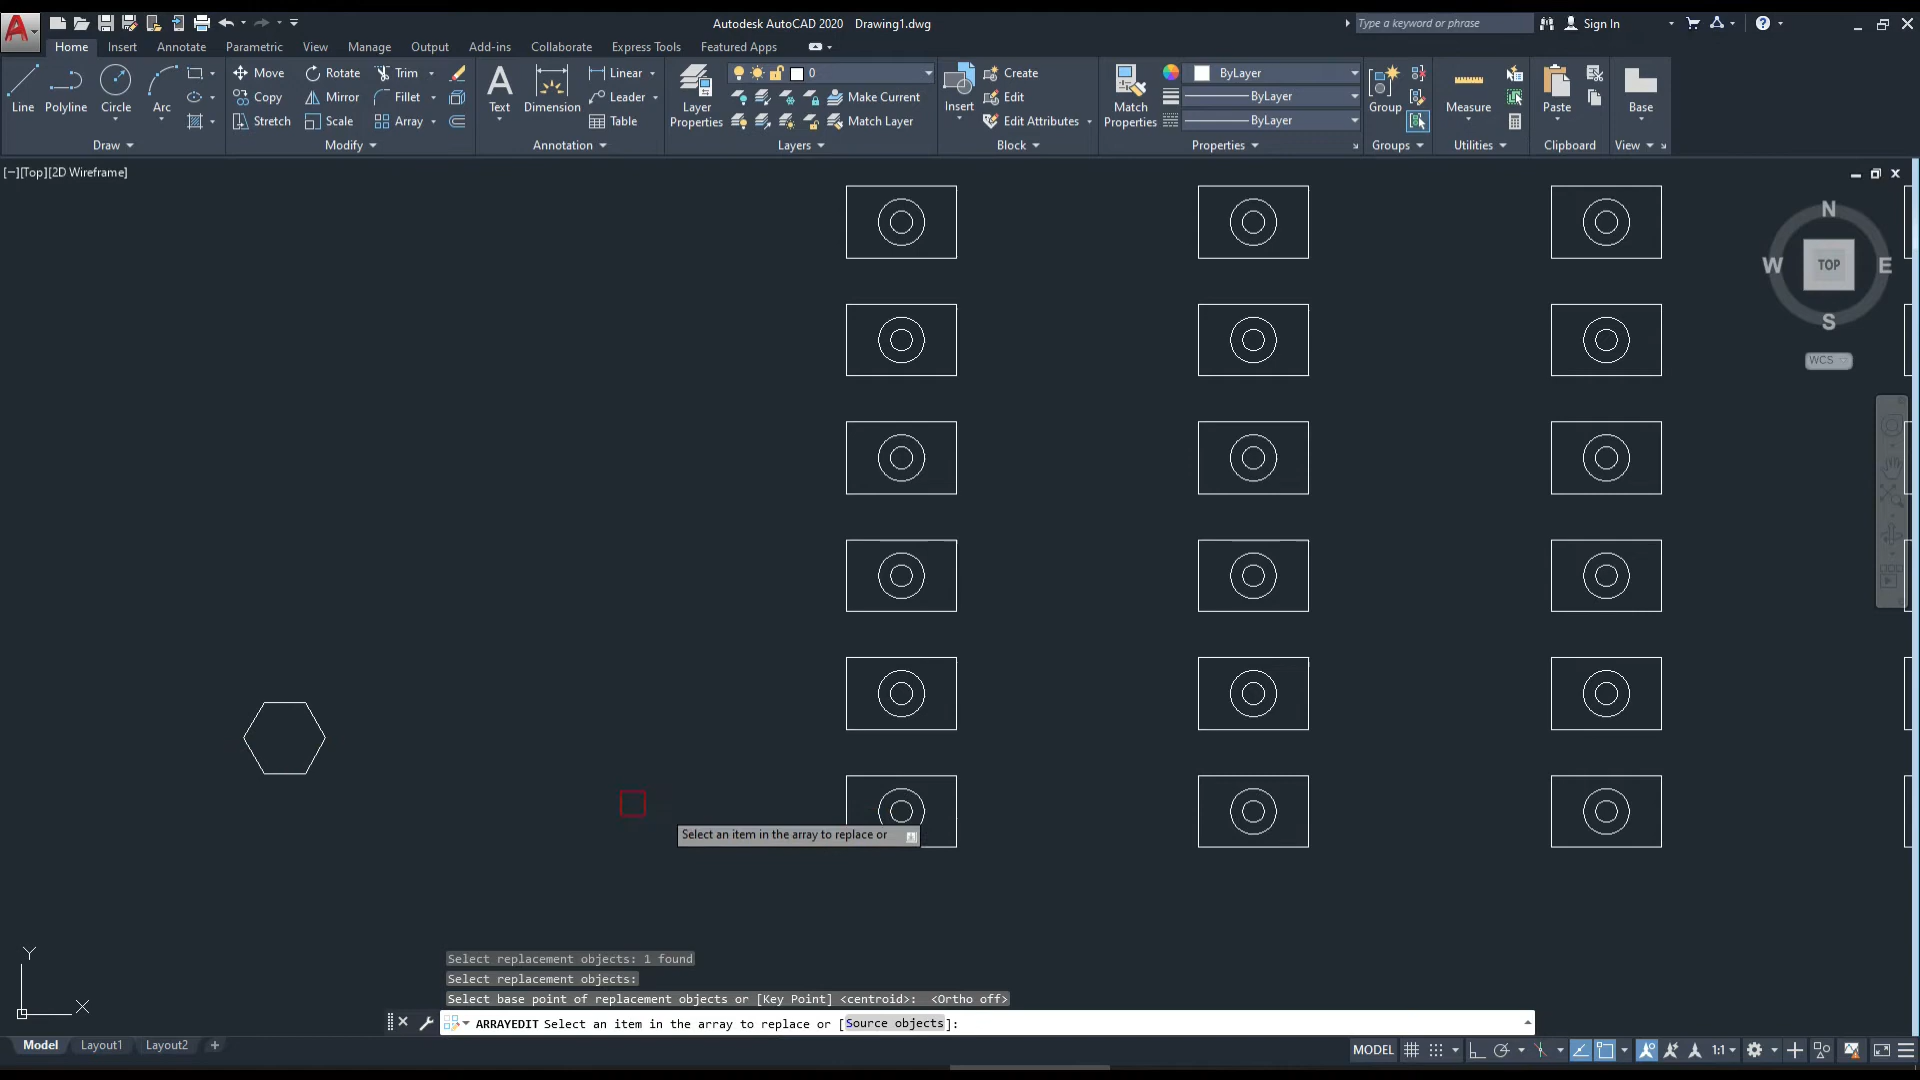 Autodesk AutoCAD 2020 Drawing1.dwg
Type a keyword or phrase
Sign In
Home Insert Annotate Parametric View Manage Output Add-ins Collaborate Express Tools Featured Apps
Line Polyline Circle Arc
Draw
Move Rotate Trim
Copy Mirror Fillet
Stretch Scale Array
Modify
Text Dimension
Linear
Leader
Table
Annotation
Layer Properties
0
Make Current
Match Layer
Layers
Insert
Create
Edit
Edit Attributes
Block
Match Properties
ByLayer
ByLayer
ByLayer
Properties
Group
Groups
Measure
Utilities
Paste
Clipboard
Base
View
[−][Top][2D Wireframe]
N
W TOP E
S
WCS
Select an item in the array to replace or
Y
X
Select replacement objects: 1 found
Select replacement objects:
Select base point of replacement objects or [Key Point] <centroid>: <Ortho off>
ARRAYEDIT Select an item in the array to replace or [Source objects]:
Model Layout1 Layout2 +
MODEL 1:1